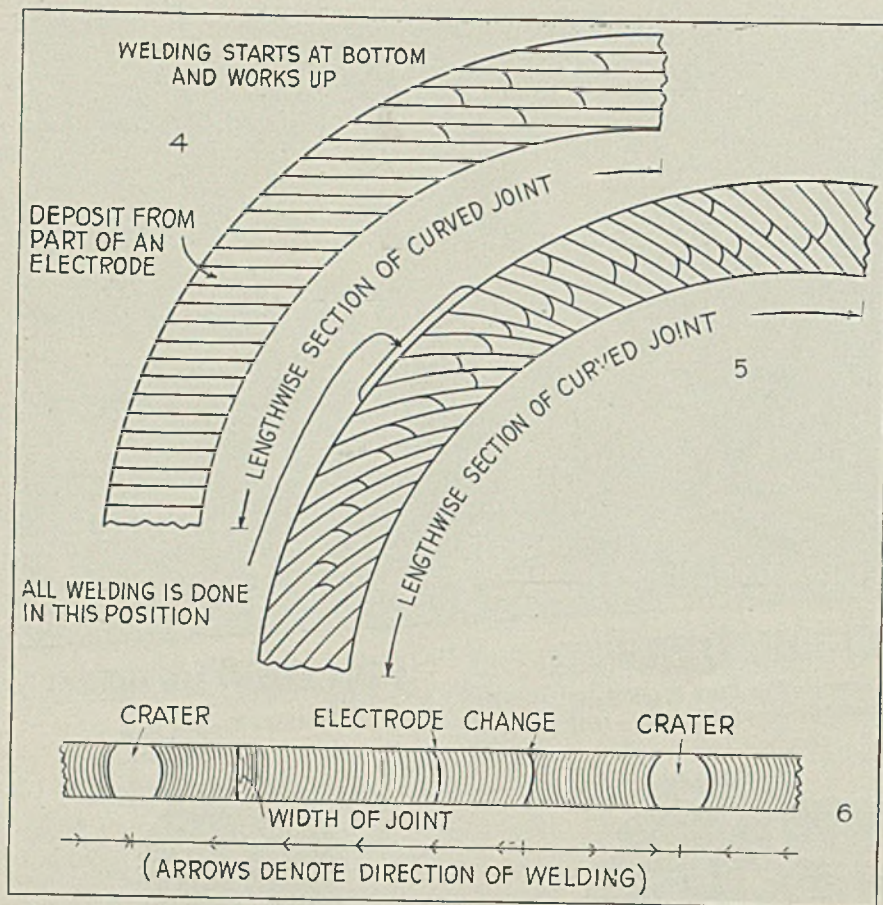 WELDING STARTS AT BOTTOM
AND WORKS UP
4
DEPOSIT FROM
PART OF AN
ELECTRODE
LENGTHWISE SECTION OF CURVED JOINT
LENGTHWISE SECTION OF CURVED JOINT
5
ALL WELDING IS DONE
IN THIS POSITION
CRATER
ELECTRODE CHANGE
CRATER
WIDTH OF JOINT
6
(ARROWS DENOTE DIRECTION OF WELDING)